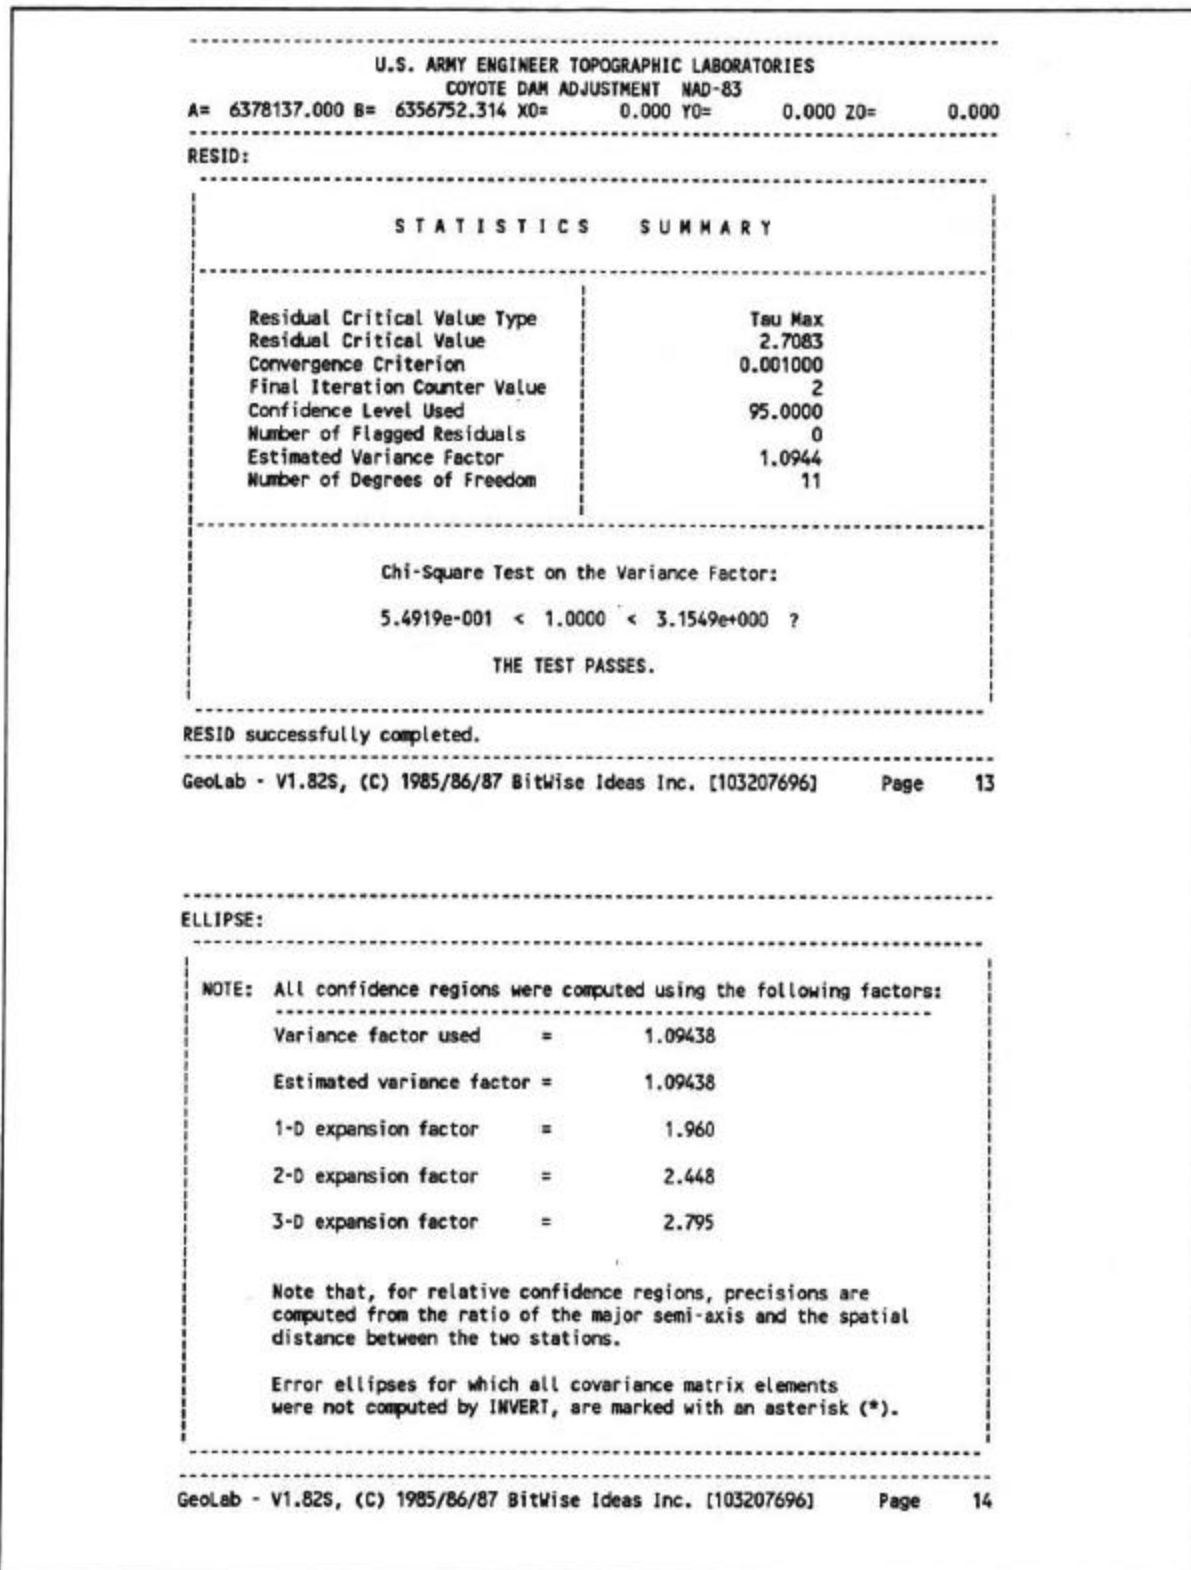 U.S. ARMY ENGINEER TOPOGRAPHIC LABORATORIES
COYOTE DAM ADJUSTMENT NAD-83
A= 6378137.000 B= 6356752.314 X0= 0.000 Y0= 0.000 Z0= 0.000
RESID:
STATISTICS SUMMARY
Residual Critical Value Type Tau Max
Residual Critical Value 2.7083
Convergence Criterion 0.001000
Final Iteration Counter Value 2
Confidence Level Used 95.0000
Number of Flagged Residuals 0
Estimated Variance Factor 1.0944
Number of Degrees of Freedom 11
Chi-Square Test on the Variance Factor:
5.4919e-001 < 1.0000 < 3.1549e+000 ?
THE TEST PASSES.
RESID successfully completed.
GeoLab - V1.82S, (C) 1985/86/87 BitWise Ideas Inc. [103207696] Page 13
ELLIPSE:
NOTE: All confidence regions were computed using the following factors:
Variance factor used = 1.09438
Estimated variance factor = 1.09438
1-D expansion factor = 1.960
2-D expansion factor = 2.448
3-D expansion factor = 2.795
Note that, for relative confidence regions, precisions are
computed from the ratio of the major semi-axis and the spatial
distance between the two stations.
Error ellipses for which all covariance matrix elements
were not computed by INVERT, are marked with an asterisk (*).
GeoLab - V1.82S, (C) 1985/86/87 BitWise Ideas Inc. [103207696] Page 14